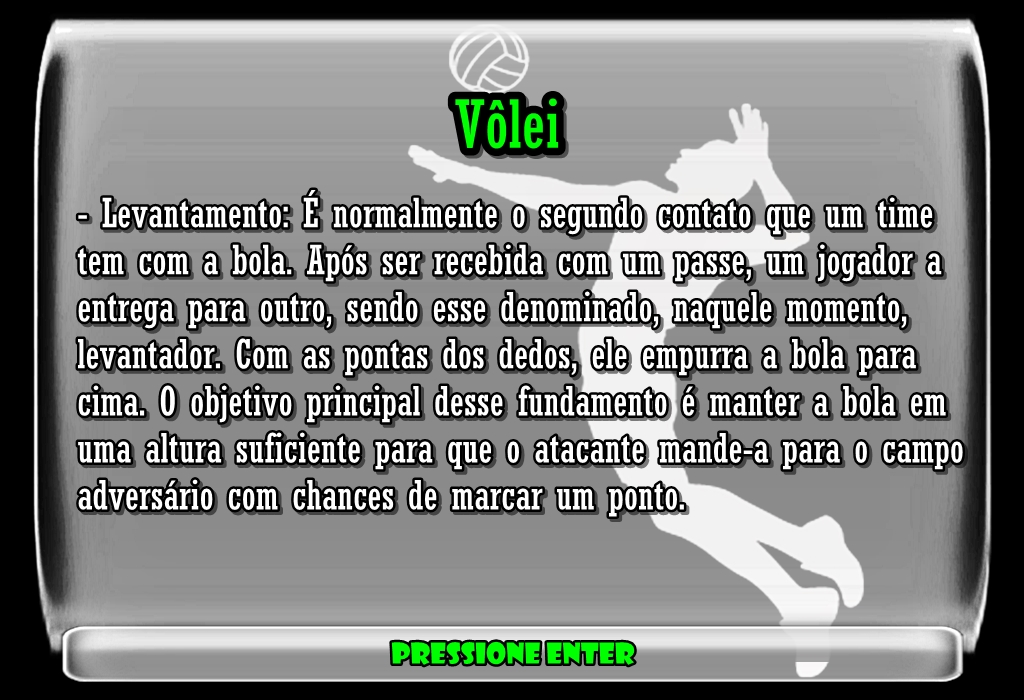 Vôlei
- Levantamento: É normalmente o segundo contato que um time
tem com a bola. Após ser recebida com um passe, um jogador a
entrega para outro, sendo esse denominado, naquele momento,
levantador. Com as pontas dos dedos, ele empurra a bola para
cima. O objetivo principal desse fundamento é manter a bola em
uma altura suficiente para que o atacante mande-a para o campo
adversário com chances de marcar um ponto.
PRESSIONE ENTER